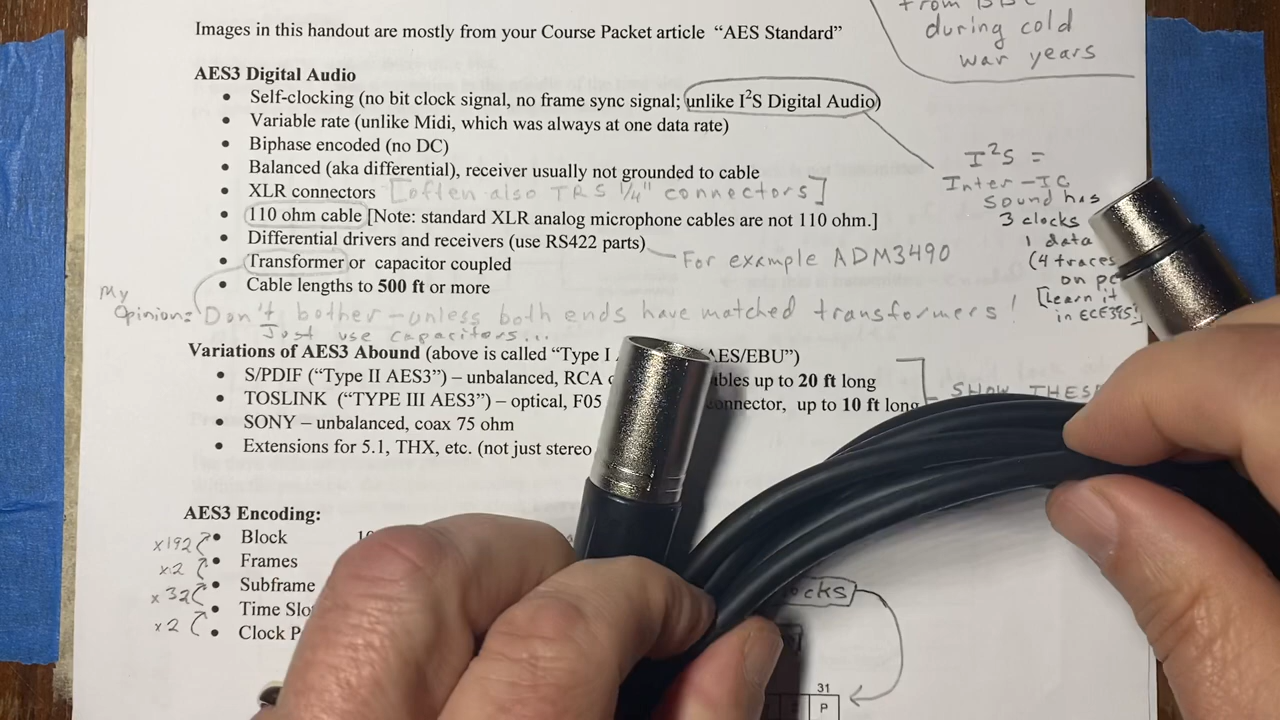 Images in this handout are mostly from your Course Packet article “AES Standard”
during cold
war years
AES3 Digital Audio
• Self-clocking (no bit clock signal, no frame sync signal; unlike I²S Digital Audio)
• Variable rate (unlike Midi, which was always at one data rate)
• Biphase encoded (no DC)
• Balanced (aka differential), receiver usually not grounded to cable
• XLR connectors [often also TRS 1/4" connectors]
• 110 ohm cable [Note: standard XLR analog microphone cables are not 110 ohm.]
• Differential drivers and receivers (use RS422 parts) – For example ADM3490
• Transformer or capacitor coupled
• Cable lengths to 500 ft or more
I²S =
Inter-IC
Sound has
3 clocks
1 data
(4 traces
on
[Learn it
in ECE395!]
My
Opinion: Don't bother – unless both ends have matched transformers!
Just use capacitors...
Variations of AES3 Abound (above is called “Type I AES/EBU”)
• S/PDIF (“Type II AES3”) – unbalanced, RCA up to 20 ft long
• TOSLINK (“TYPE III AES3”) – optical, F05 connector, up to 10 ft long
• SONY – unbalanced, coax 75 ohm
• Extensions for 5.1, THX, etc. (not just stereo
SHOW THESE
AES3 Encoding:
x192 • Block
x2 • Frames
x32 • Subframe
x2 • Time
• Clock
31
P